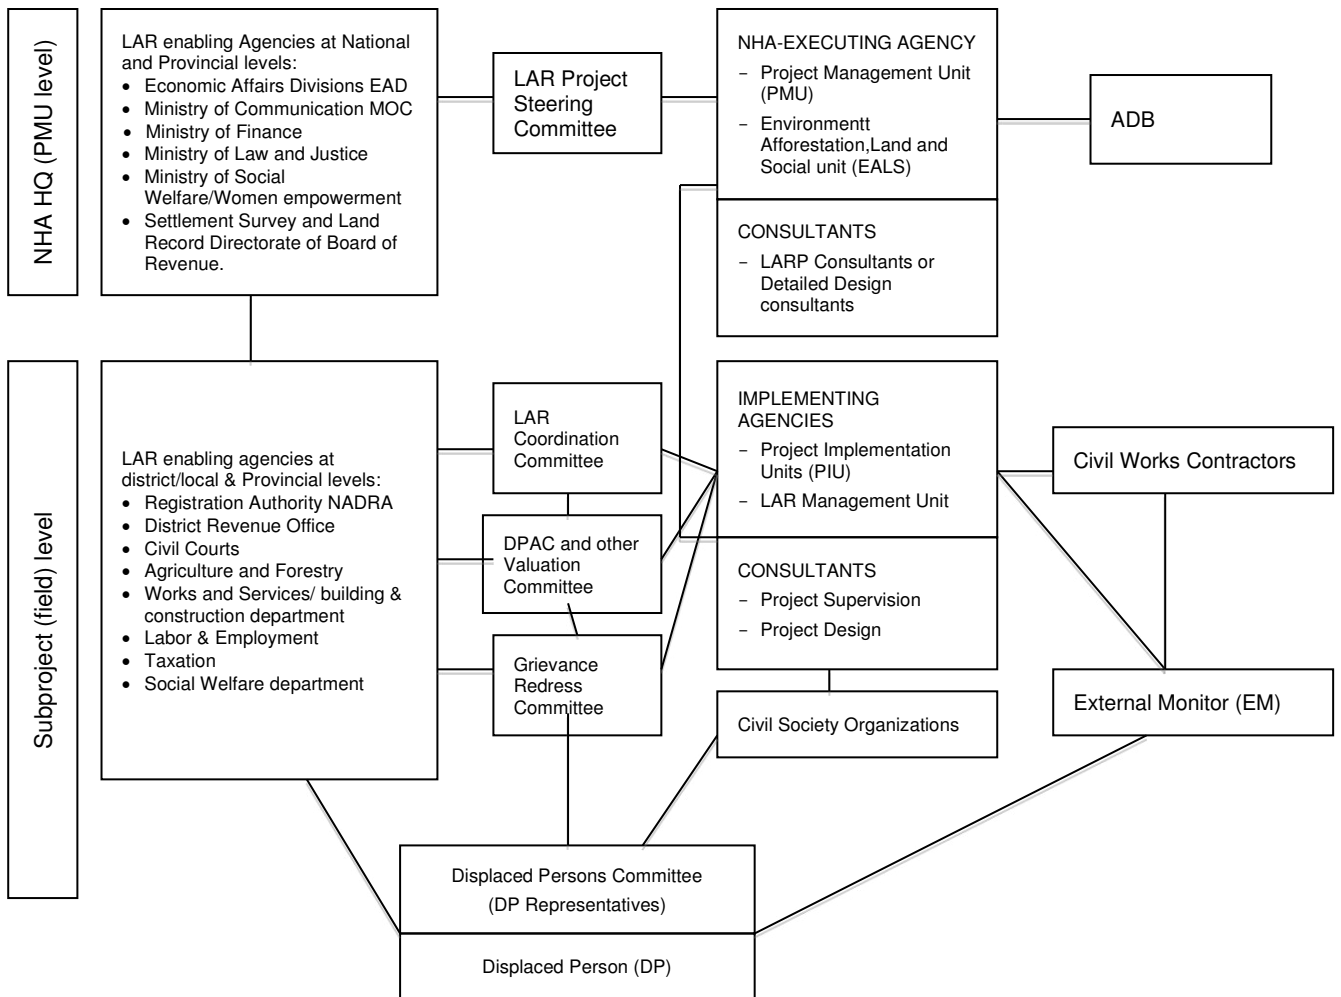 NHA HQ (PMU level)
LAR enabling Agencies at National
and Provincial levels:
• Economic Affairs Divisions EAD
• Ministry of Communication MOC
• Ministry of Finance
• Ministry of Law and Justice
• Ministry of Social
Welfare/Women empowerment
• Settlement Survey and Land
Record Directorate of Board of
Revenue.
LAR Project
Steering
Committee
NHA-EXECUTING AGENCY
− Project Management Unit
(PMU)
− Environmentt
Afforestation,Land and
Social unit (EALS)
CONSULTANTS
− LARP Consultants or
Detailed Design
consultants
ADB
Subproject (field) level
LAR enabling agencies at
district/local & Provincial levels:
• Registration Authority NADRA
• District Revenue Office
• Civil Courts
• Agriculture and Forestry
• Works and Services/ building &
construction department
• Labor & Employment
• Taxation
• Social Welfare department
LAR
Coordination
Committee
DPAC and other
Valuation
Committee
Grievance
Redress
Committee
IMPLEMENTING
AGENCIES
− Project Implementation
Units (PIU)
− LAR Management Unit
CONSULTANTS
− Project Supervision
− Project Design
Civil Society Organizations
Civil Works Contractors
External Monitor (EM)
Displaced Persons Committee
(DP Representatives)
Displaced Person (DP)